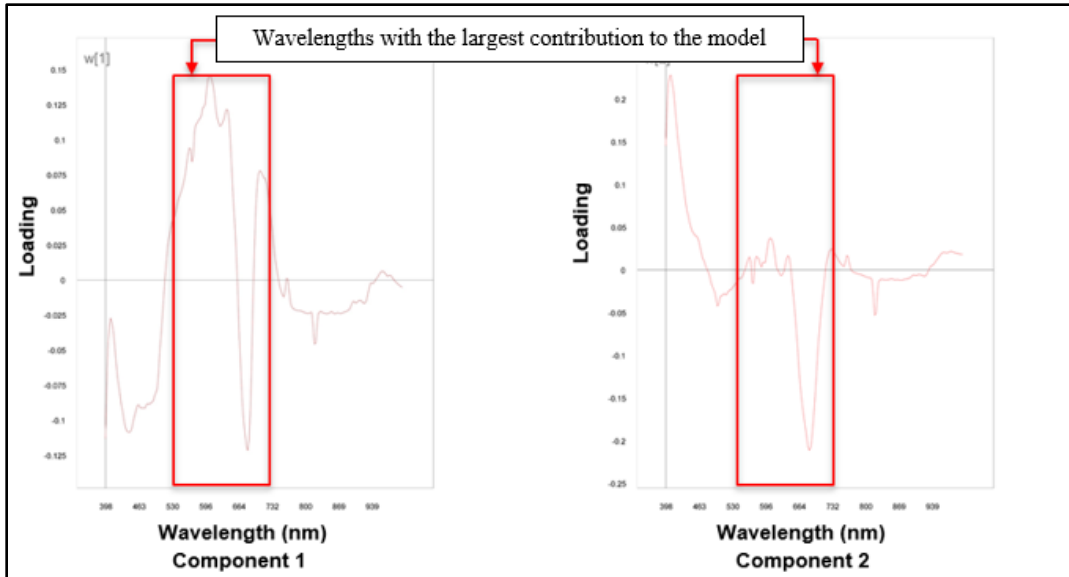 Wavelengths with the largest contribution to the model
w[1]
0.15
0.125
0.1
0.075
0.05
0.025
0
-0.025
-0.05
-0.075
-0.1
-0.125
Loading
398 463 530 596 664 732 800 869 939
Wavelength (nm)
Component 1
0.2
0.15
0.1
0.05
0
-0.05
-0.1
-0.15
-0.2
-0.25
Loading
398 463 530 596 664 732 800 869 939
Wavelength (nm)
Component 2